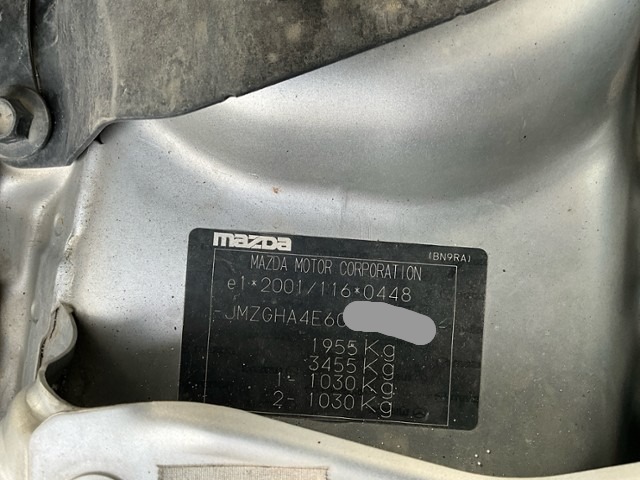 mazda
(BN9RA)
MAZDA MOTOR CORPORATION
e1*2001/116*0448
-JMZGHA4E60
1955 Kg
3455 Kg
1- 1030 Kg
2- 1030 Kg